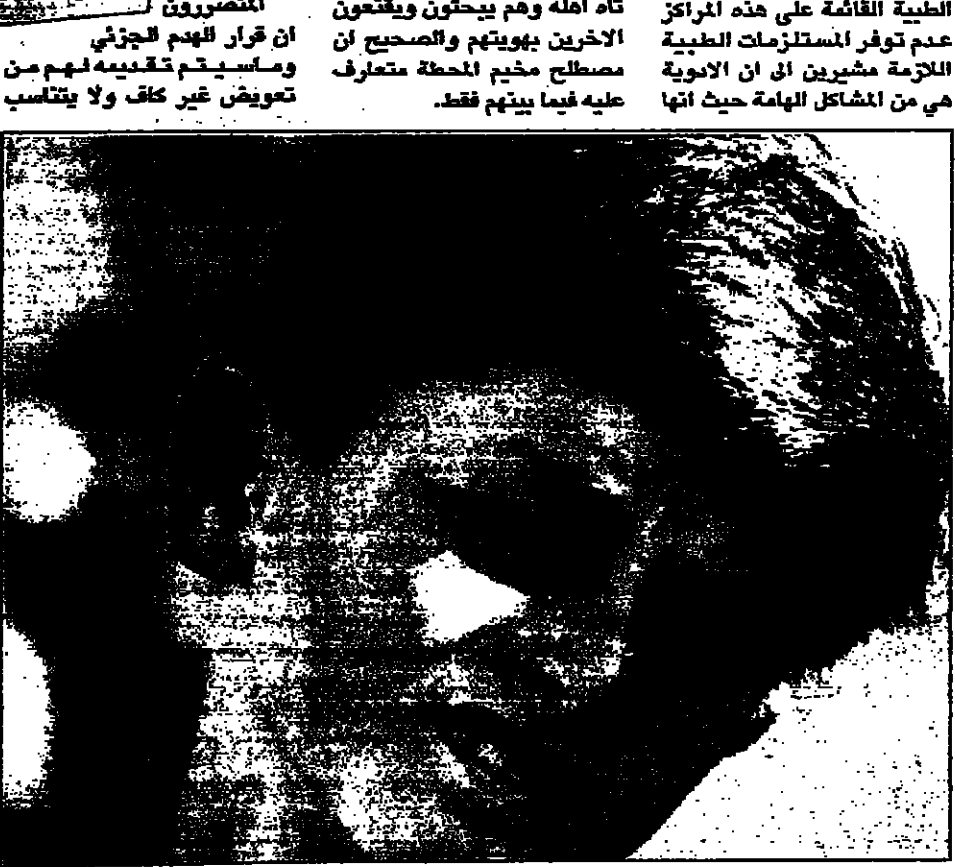 الطبية القائمة على هذه المراكز
عدم توفر المستلزمات الطبية
اللازمة مشيرين الى ان الادوية
هي من المشاكل الهامة حيث انها
تاه اهله وهم يبحثون ويقنعون
الاخرين بهويتهم والصحيح ان
مصطلح مخيم المحطة متعارف
عليه فيما بينهم فقط.
المتضررون
ان قرار الهدم الجزئي
وماسيتم تقديمه لهم من
تعويض غير كاف ولا يتناسب